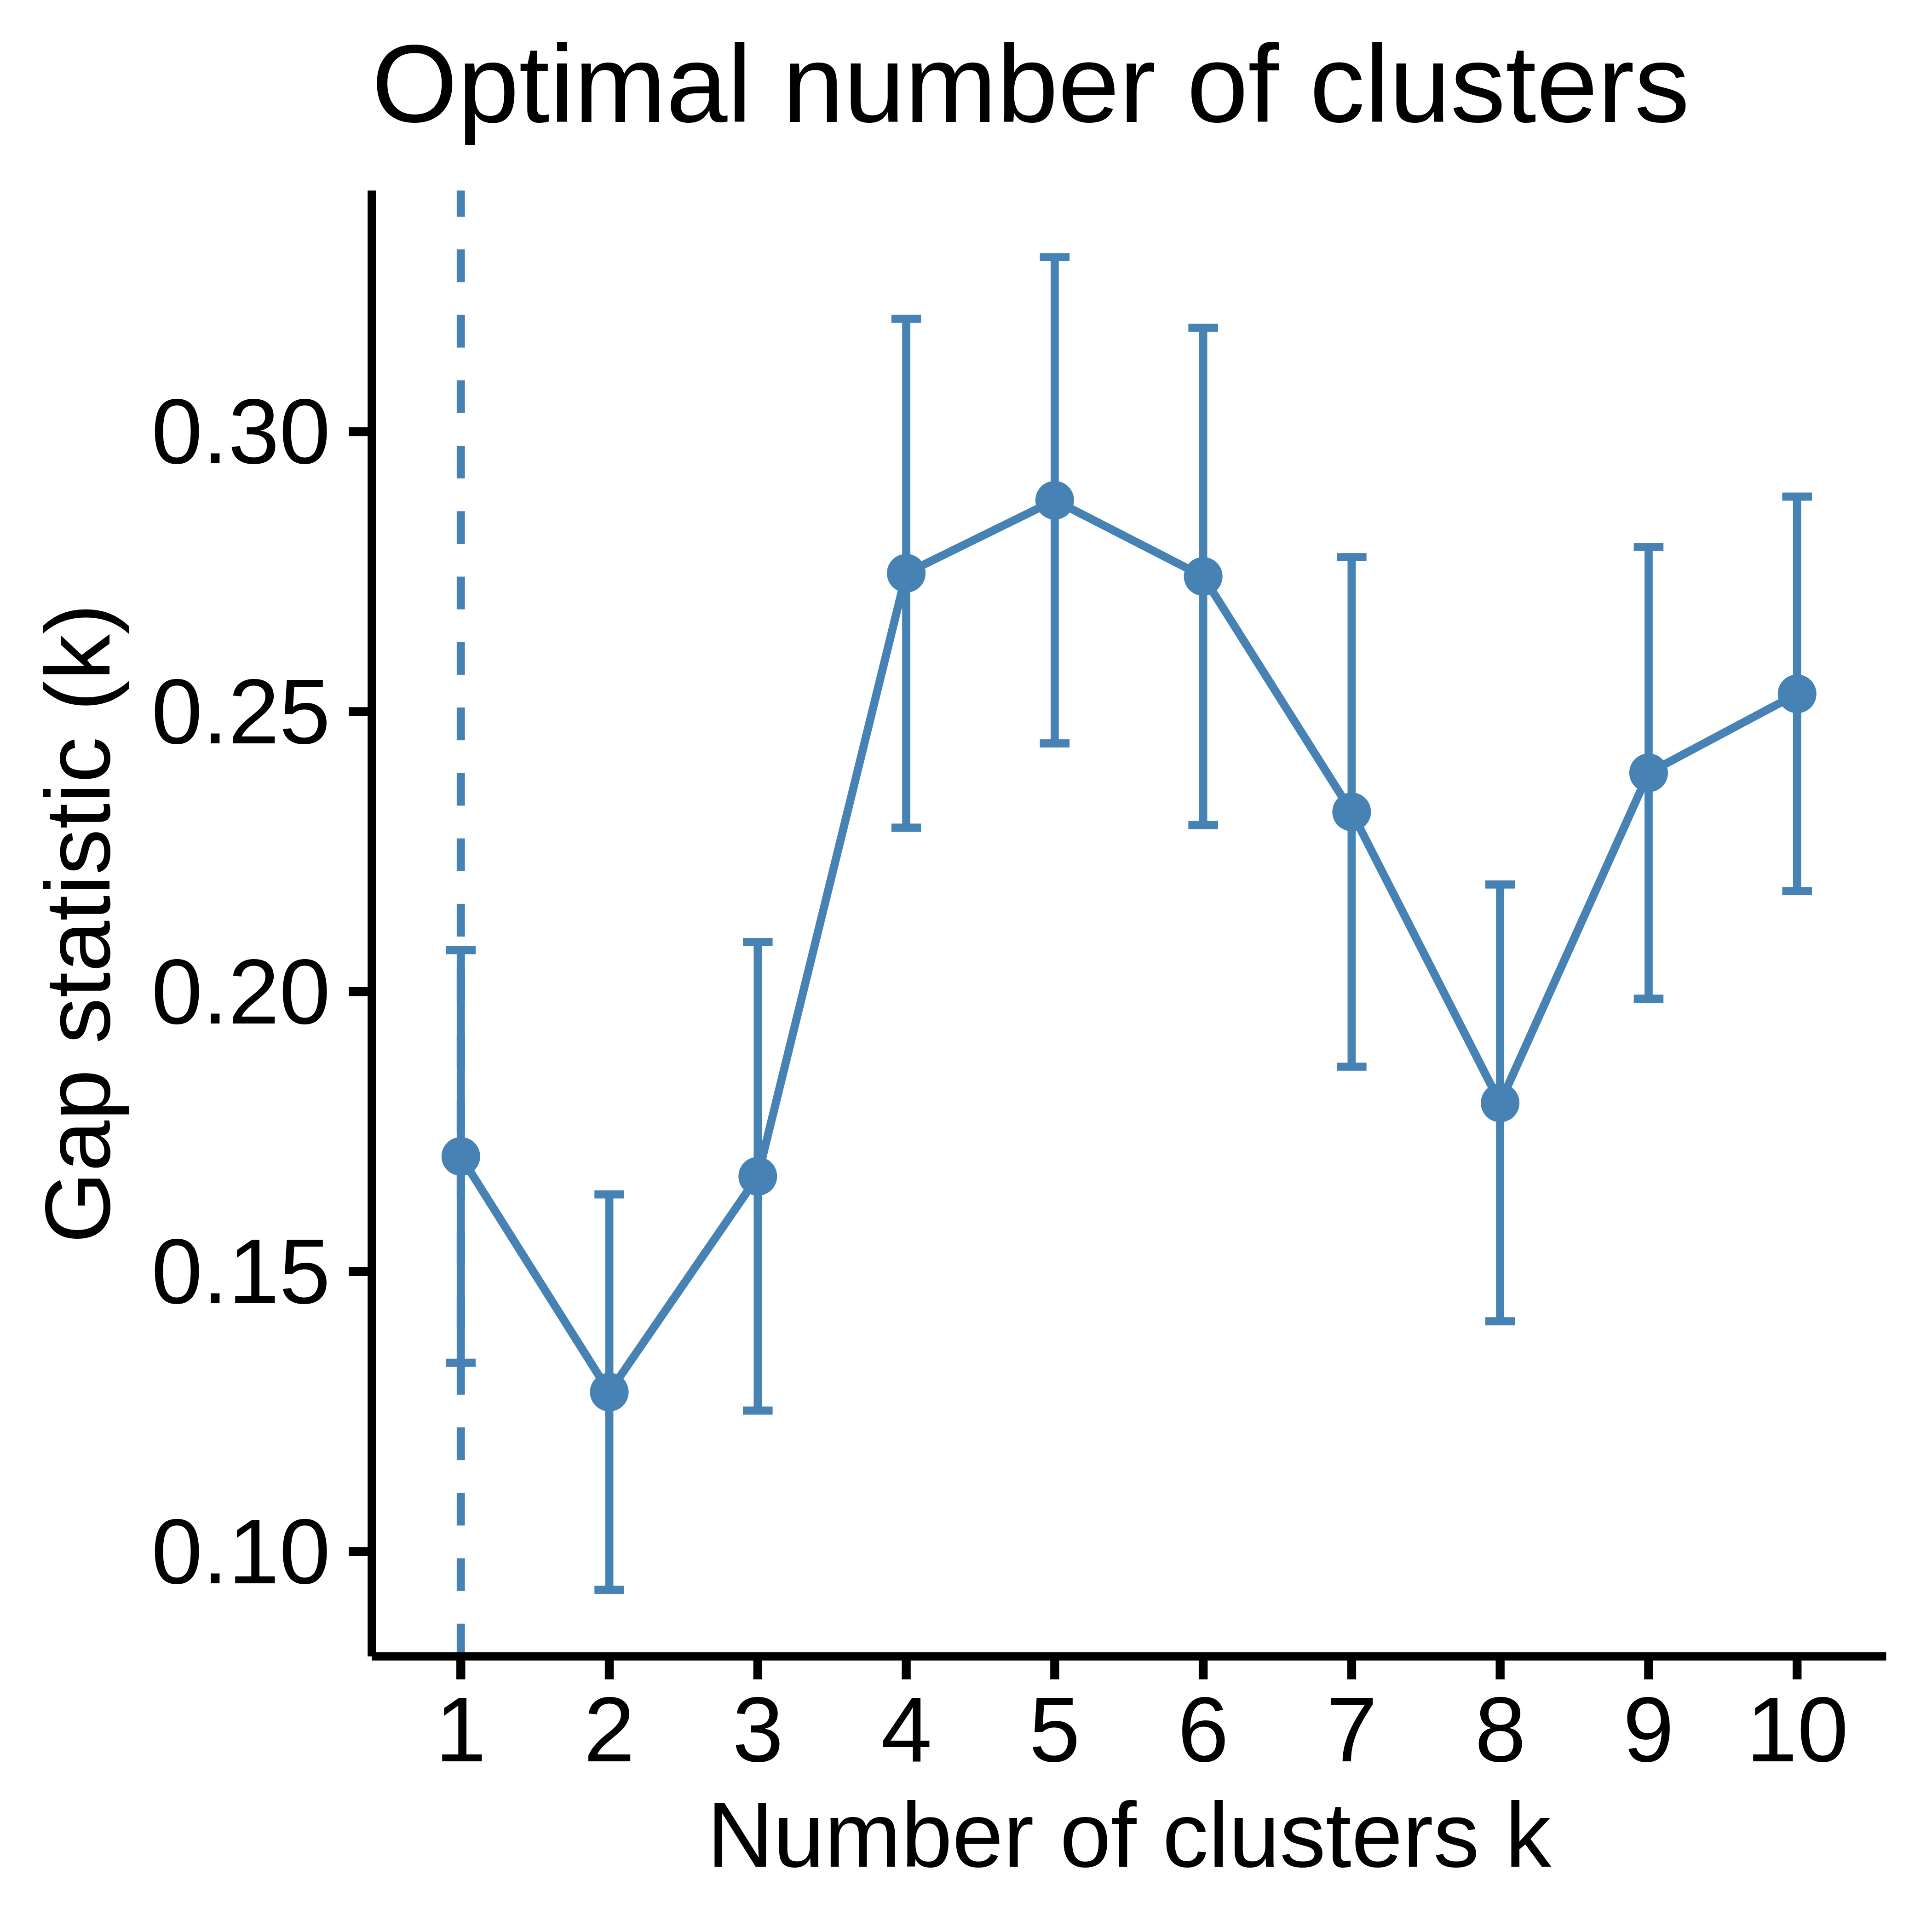 Optimal number of clusters
Gap statistic (k)
0.30
0.25
0.20
0.15
0.10
1 2 3 4 5 6 7 8 9 10
Number of clusters k